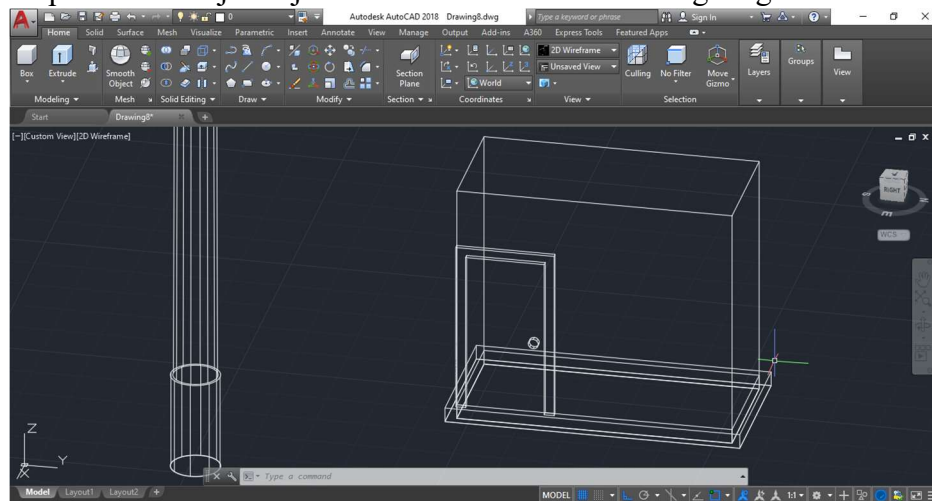 Autodesk AutoCAD 2018 Drawing8.dwg
Type a keyword or phrase
Sign In
Home Solid Surface Mesh Visualize Parametric Insert Annotate View Manage Output Add-ins A360 Express Tools Featured Apps
0
Box
Extrude
Smooth
Object
Section
Plane
World
2D Wireframe
Unsaved View
Culling
No Filter
Move
Gizmo
Layers
Groups
View
Modeling Mesh Solid Editing Draw Modify Section Coordinates View Selection
Start Drawing8*
[-][Custom View][2D Wireframe]
WCS
Z
Y
X
Type a command
Model Layout1 Layout2 +
MODEL
1:1